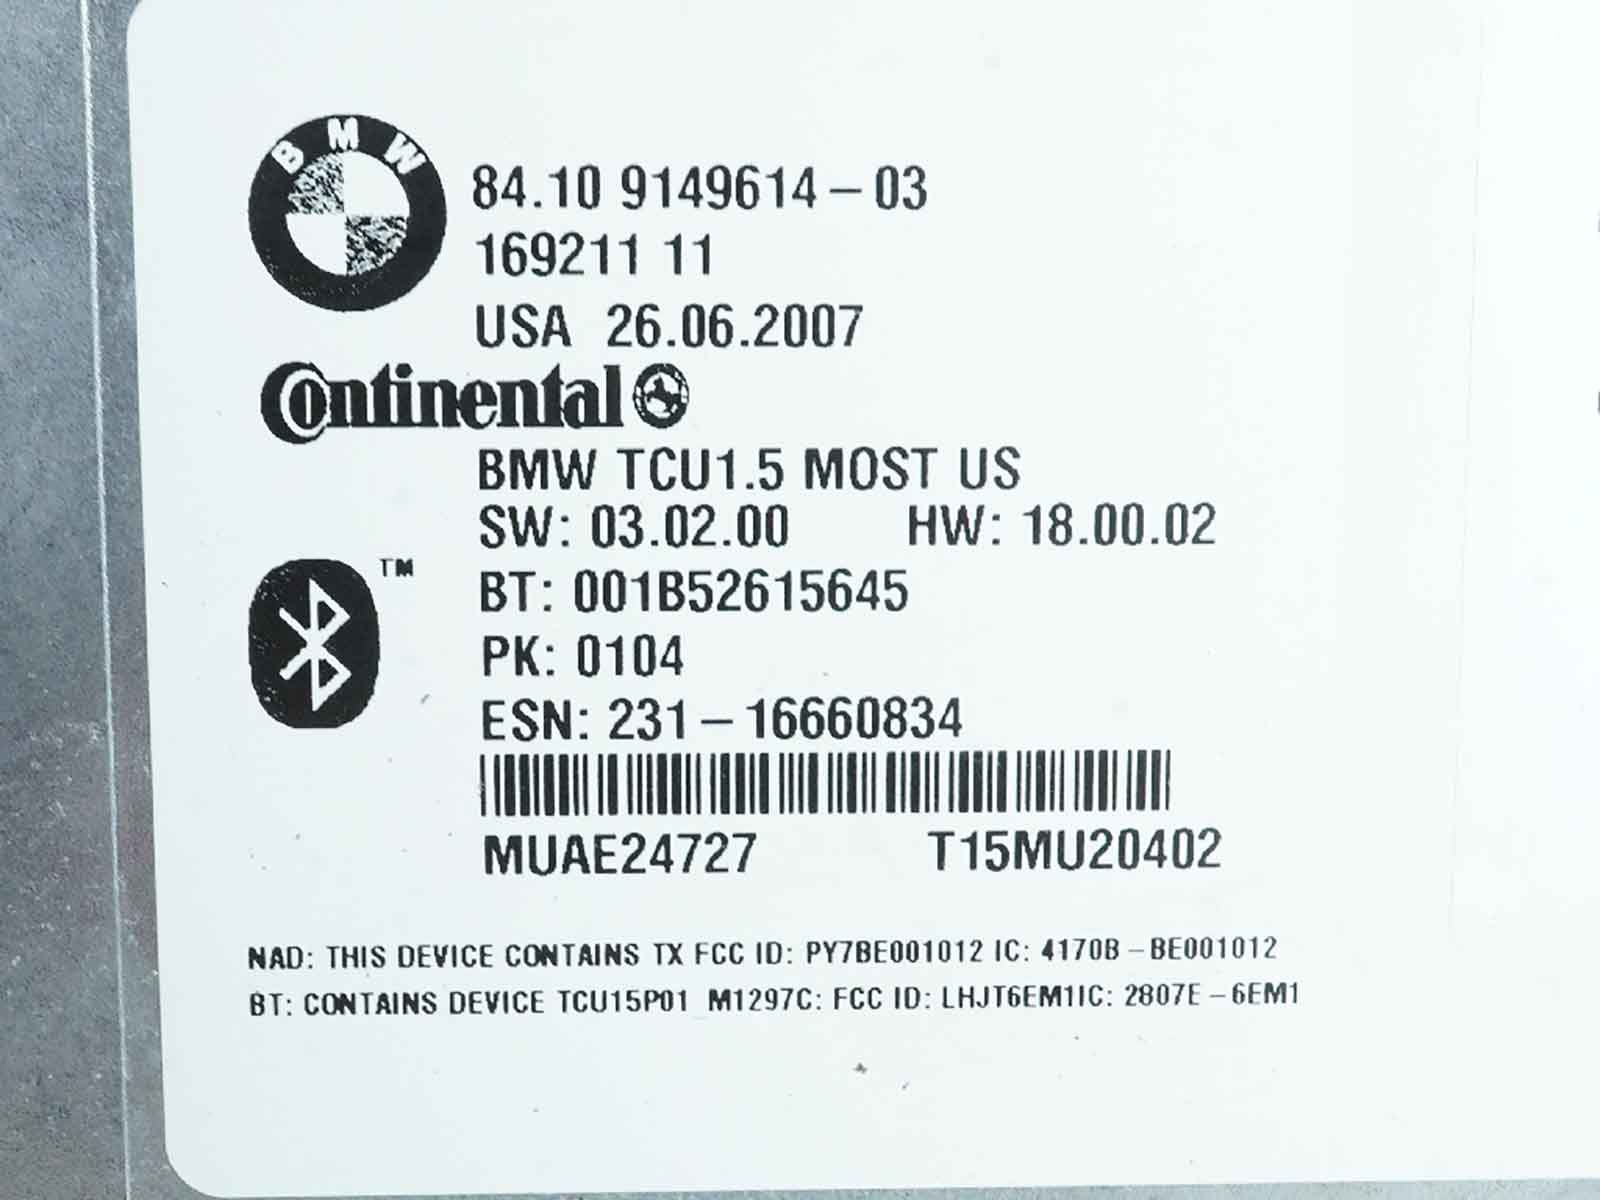 BMW
84.10 9149614-03
169211 11
USA 26.06.2007
Continental
BMW TCU1.5 MOST US
SW: 03.02.00 HW: 18.00.02
TM
BT: 001B52615645
PK: 0104
ESN: 231-16660834
MUAE24727 T15MU20402
NAD: THIS DEVICE CONTAINS TX FCC ID: PY7BE001012 IC: 4170B-BE001012
BT: CONTAINS DEVICE TCU15P01 M1297C: FCC ID: LHJT6EM1IC: 2807E-6EM1